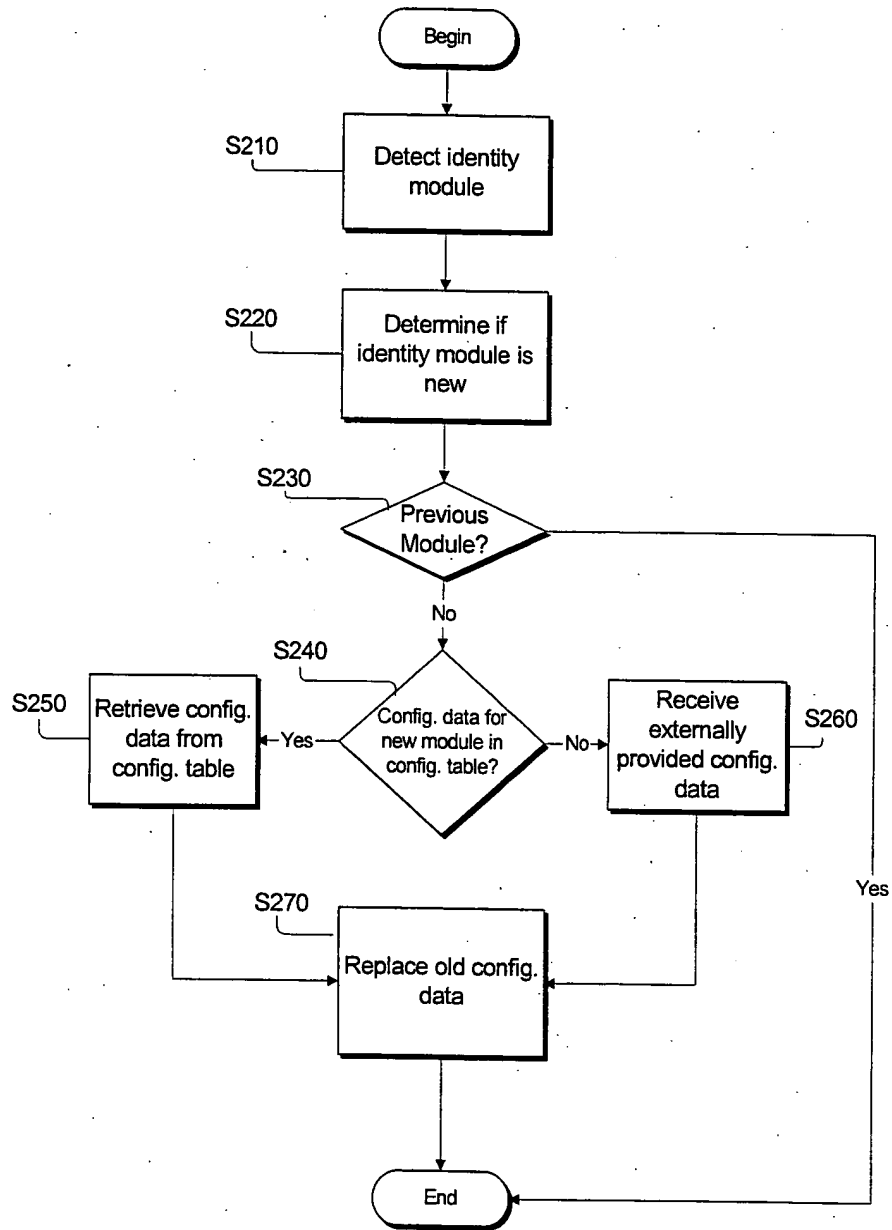 Begin
S210
Detect identity
module
S220
Determine if
identity module is
new
S230
Previous
Module?
No
S240
Config. data for
new module in
config. table?
Yes
No
S250
Retrieve config.
data from
config. table
Receive
externally
provided config.
data
S260
Yes
S270
Replace old config.
data
End